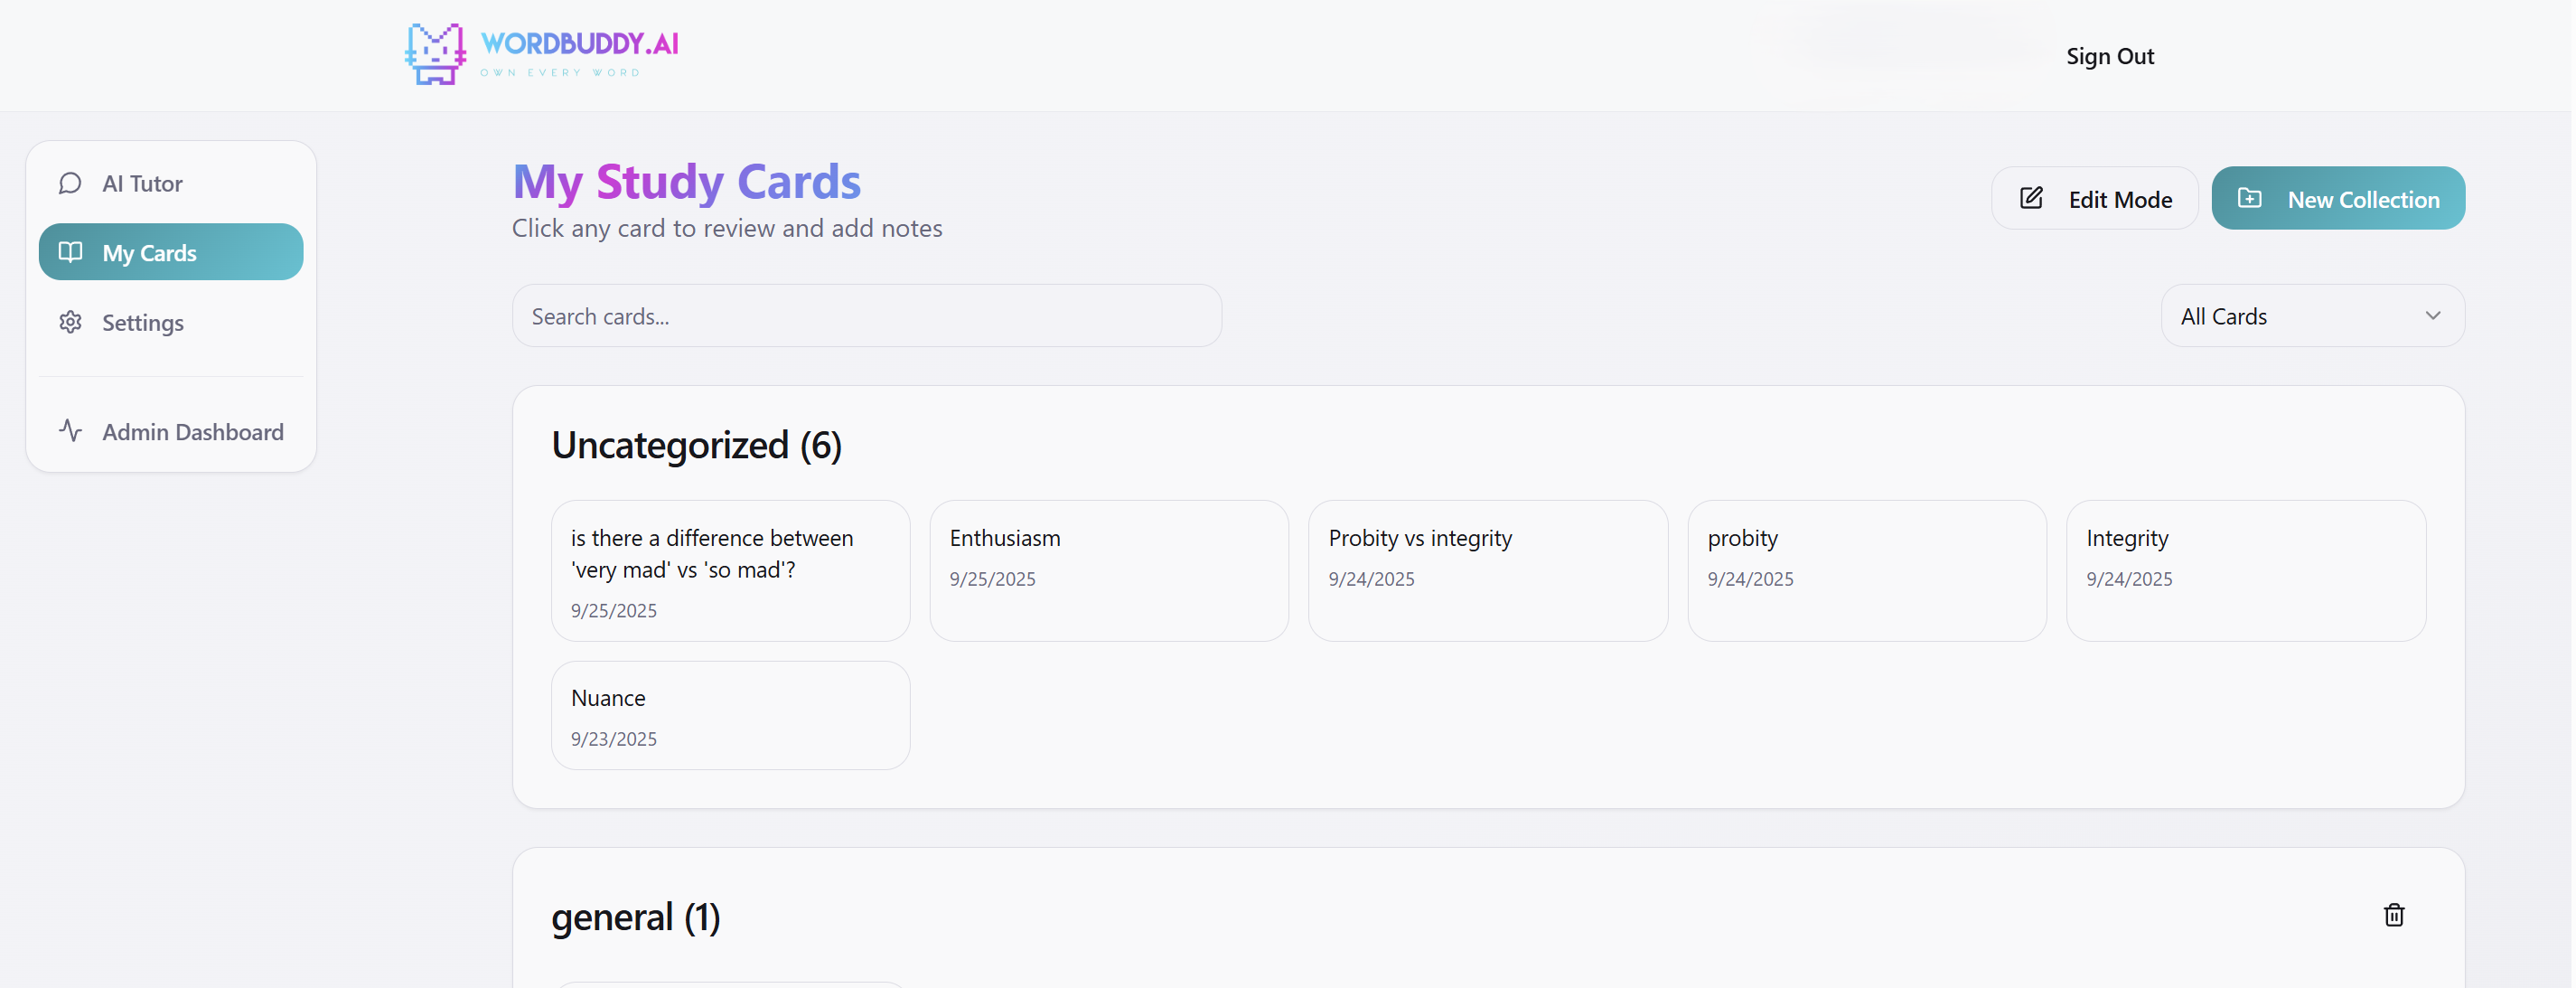 WORDBUDDY.AI
OWN EVERY WORD
Sign Out
AI Tutor
My Cards
Settings
Admin Dashboard
My Study Cards
Click any card to review and add notes
Edit Mode
New Collection
Search cards...
All Cards
Uncategorized (6)
is there a difference between
'very mad' vs 'so mad'?
9/25/2025
Enthusiasm
9/25/2025
Probity vs integrity
9/24/2025
probity
9/24/2025
Integrity
9/24/2025
Nuance
9/23/2025
general (1)